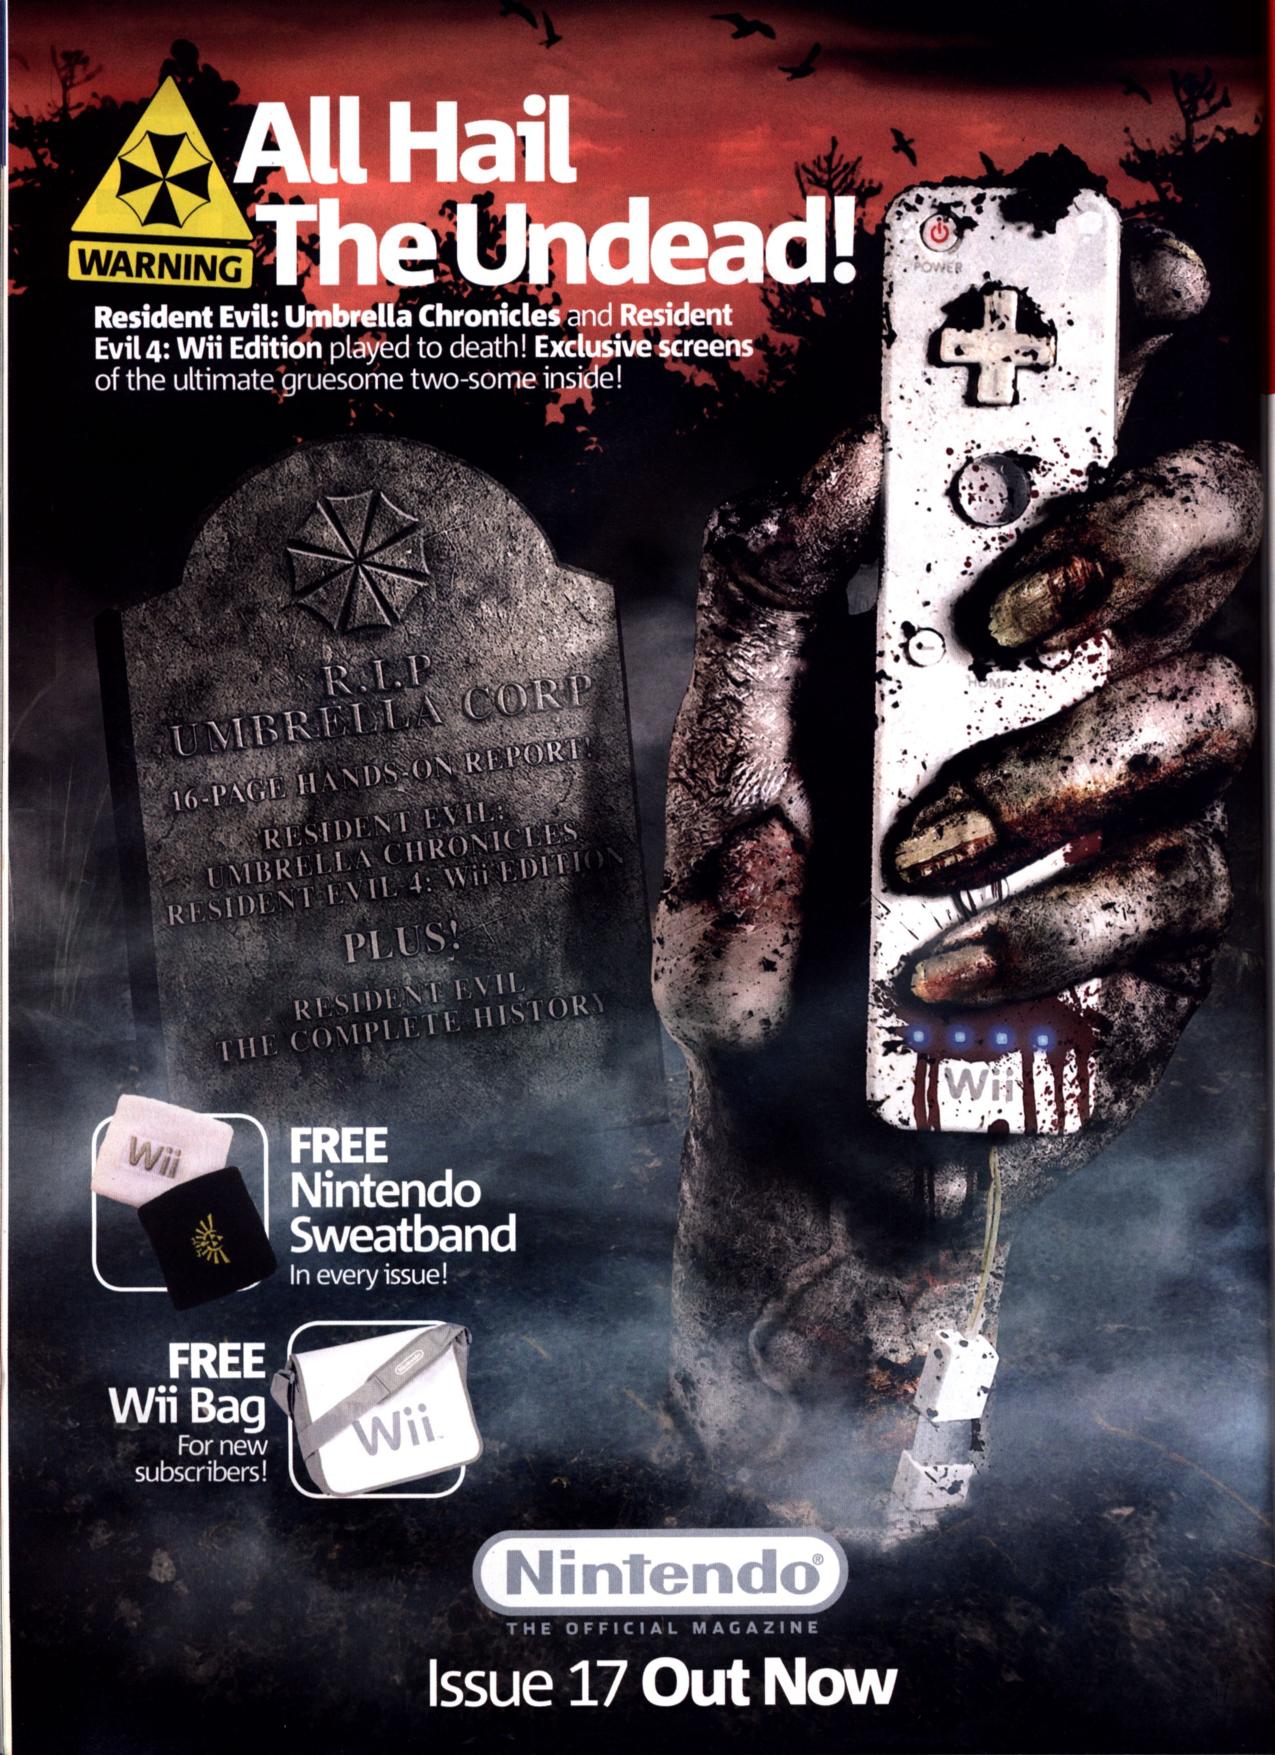 All Hail
The Undead!
WARNING
Resident Evil: Umbrella Chronicles and Resident
Evil 4: Wii Edition played to death! Exclusive screens
of the ultimate gruesome two-some inside!
POWER
HOME
Wii
R.I.P
UMBRELLA CORP
16-PAGE HANDS-ON REPORT!
RESIDENT EVIL:
UMBRELLA CHRONICLES
RESIDENT EVIL 4: Wii EDITION
PLUS!
RESIDENT EVIL
THE COMPLETE HISTORY
Wii
FREE
Nintendo
Sweatband
In every issue!
FREE
Wii Bag
For new
subscribers!
Nintendo
Wii
Nintendo®
THE OFFICIAL MAGAZINE
Issue 17 Out Now